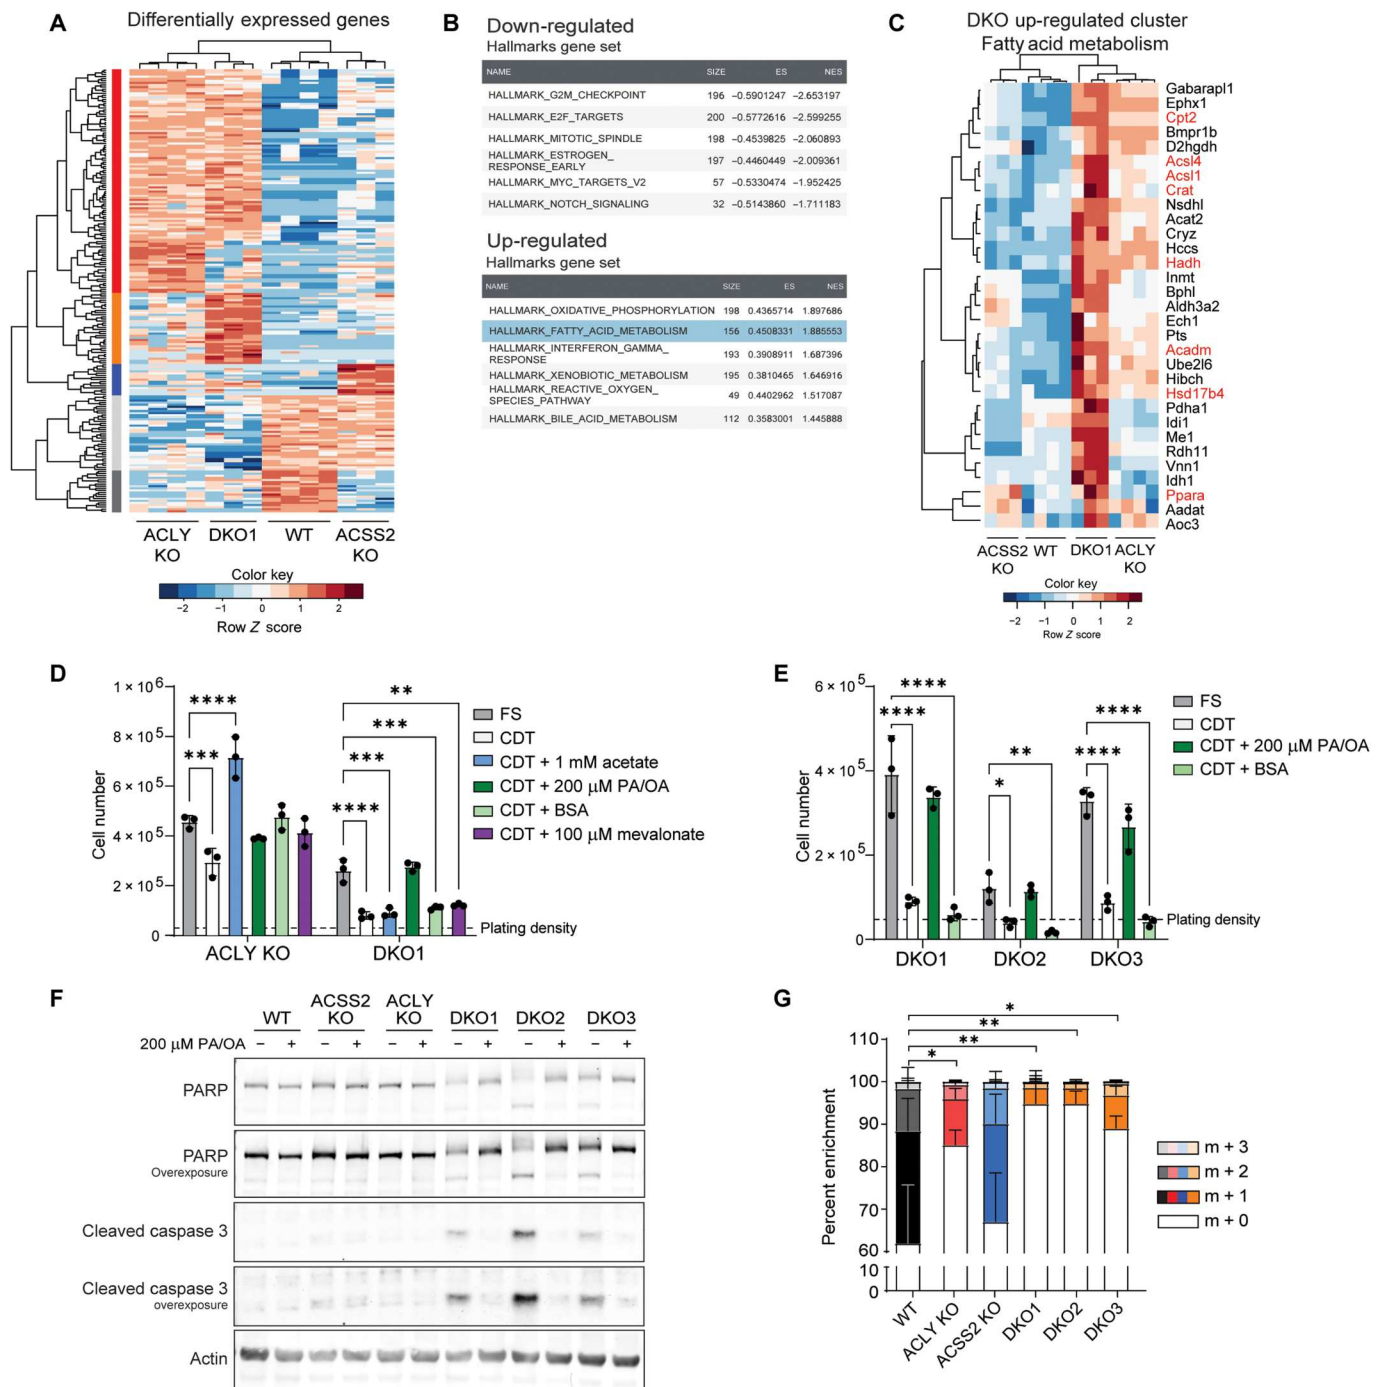 A
Differentially expressed genes
ACLY
KO
DKO1
WT
ACSS2
KO
Color key
−2
−1
0
1
2
Row Z score
B
Down-regulated
Hallmarks gene set
NAME SIZE ES NES
HALLMARK_G2M_CHECKPOINT 196 −0.5901247 −2.653197
HALLMARK_E2F_TARGETS 200 −0.5772616 −2.599255
HALLMARK_MITOTIC_SPINDLE 198 −0.4539825 −2.060893
HALLMARK_ESTROGEN_
RESPONSE_EARLY 197 −0.4460449 −2.009361
HALLMARK_MYC_TARGETS_V2 57 −0.5330474 −1.952425
HALLMARK_NOTCH_SIGNALING 32 −0.5143860 −1.711183
Up-regulated
Hallmarks gene set
NAME SIZE ES NES
HALLMARK_OXIDATIVE_PHOSPHORYLATION 198 0.4365714 1.897686
HALLMARK_FATTY_ACID_METABOLISM 156 0.4508331 1.885553
HALLMARK_INTERFERON_GAMMA_
RESPONSE 193 0.3908911 1.687396
HALLMARK_XENOBIOTIC_METABOLISM 195 0.3810465 1.646916
HALLMARK_REACTIVE_OXYGEN_
SPECIES_PATHWAY 49 0.4402962 1.517087
HALLMARK_BILE_ACID_METABOLISM 112 0.3583001 1.445888
C
DKO up-regulated cluster
Fatty acid metabolism
Gabarapl1
Ephx1
Cpt2
Bmpr1b
D2hgdh
Acsl4
Acsl1
Crat
Nsdhl
Acat2
Cryz
Hccs
Hadh
Inmt
Bphl
Aldh3a2
Ech1
Pts
Acadm
Ube2l6
Hibch
Hsd17b4
Pdha1
Idi1
Me1
Rdh11
Vnn1
Idh1
Ppara
Aadat
Aoc3
ACSS2
KO
WT
DKO1
ACLY
KO
Color key
−2
−1
0
1
2
Row Z score
D
Cell number
1 × 10⁶
8 × 10⁵
6 × 10⁵
4 × 10⁵
2 × 10⁵
0
****
***
**
***
***
****
FS
CDT
CDT + 1 mM acetate
CDT + 200 μM PA/OA
CDT + BSA
CDT + 100 μM mevalonate
Plating density
ACLY KO
DKO1
E
Cell number
6 × 10⁵
4 × 10⁵
2 × 10⁵
0
****
****
**
*
****
****
FS
CDT
CDT + 200 μM PA/OA
CDT + BSA
Plating density
DKO1
DKO2
DKO3
F
WT
ACSS2
KO
ACLY
KO
DKO1
DKO2
DKO3
200 μM PA/OA − + − + − + − + − + − +
PARP
PARP
Overexposure
Cleaved caspase 3
Cleaved caspase 3
overexposure
Actin
G
Percent enrichment
110
100
90
80
70
60
10
0
*
**
**
*
m + 3
m + 2
m + 1
m + 0
WT
ACLY KO
ACSS2 KO
DKO1
DKO2
DKO3